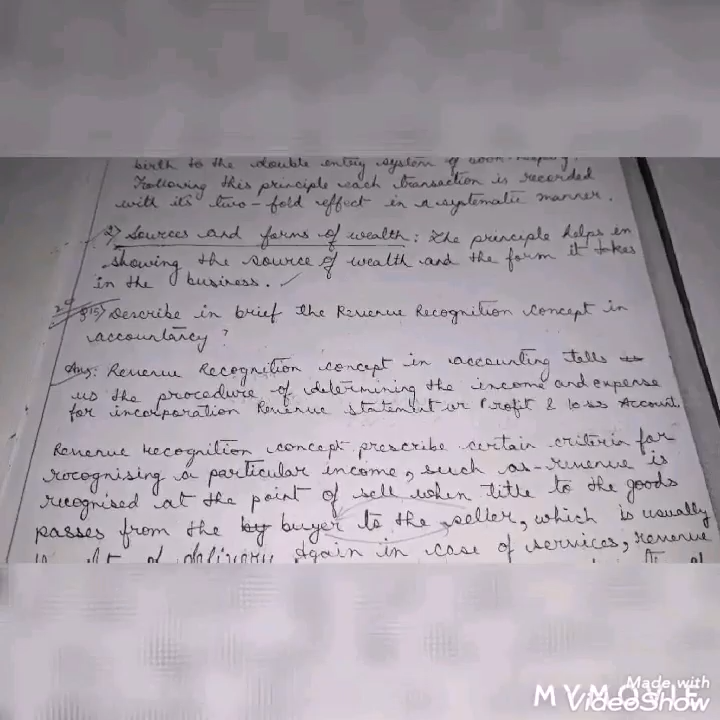 birth to the double entry system of book-keeping.
Following this principle each transaction is recorded
with its two-fold effect in a systematic manner.
2) Sources and forms of wealth: The principle helps in
showing the source of wealth and the form it takes
in the business.
15) Describe in brief the Revenue Recognition concept in
accountancy?
Ans: Revenue Recognition concept in accounting tells
us the procedure of determining the income and expense
for incorporation Revenue statement or Profit & loss Account.
Revenue recognition concept prescribe certain criteria for
rocognising a particular income, such as-revenue is
recognised at the point of sell when title to the goods
passes from the by buyer to the seller, which is usually
of delivery again in case of services, revenue
Made with
MYMOVIE
VideoShow